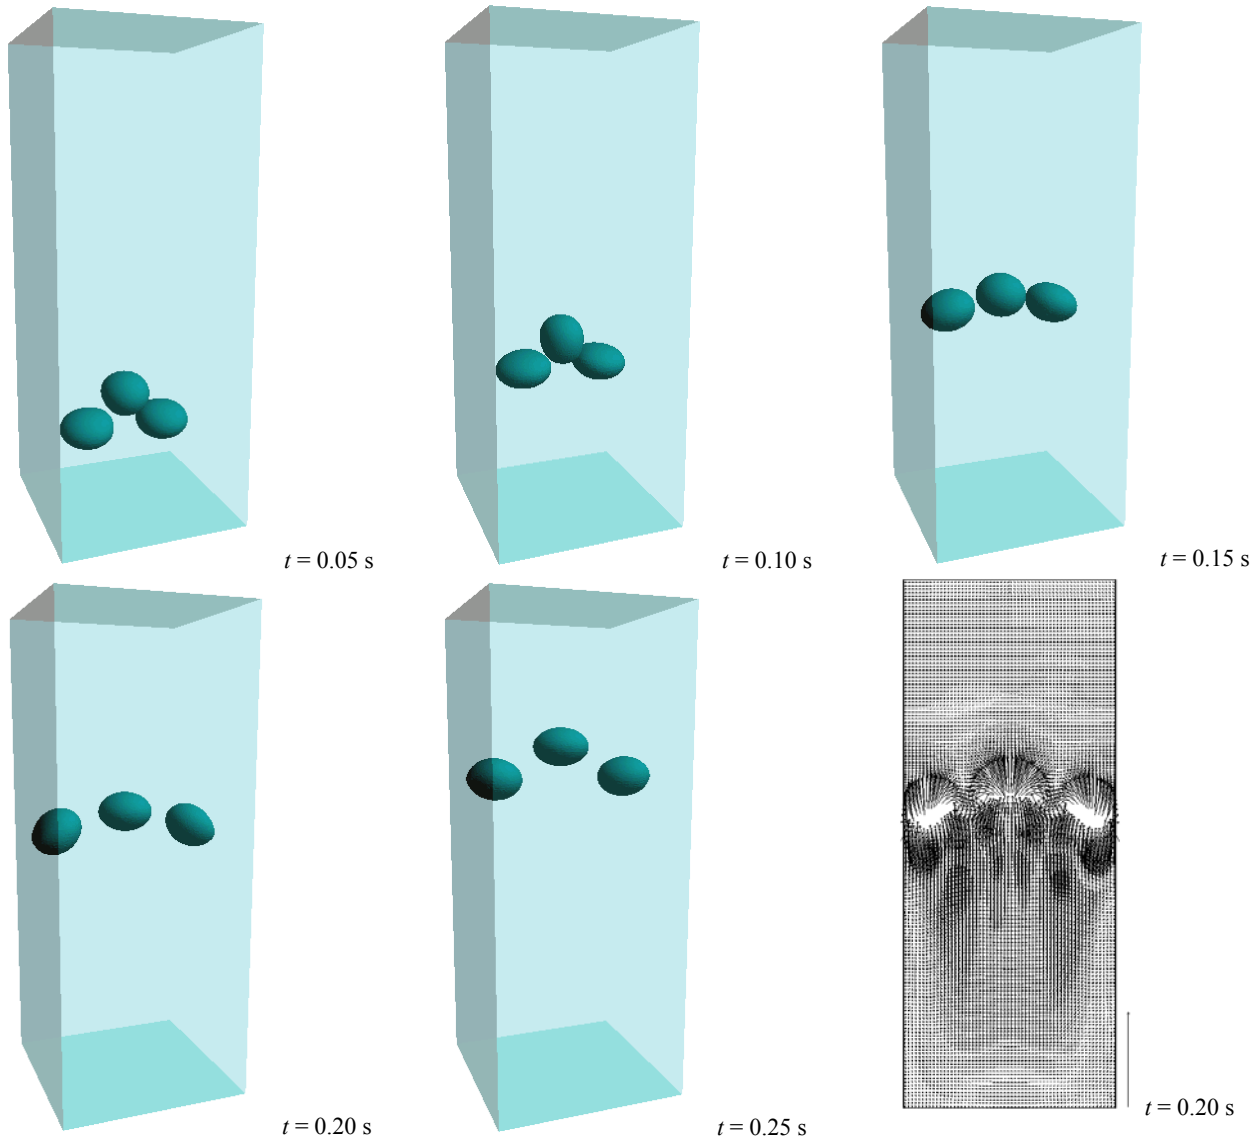 t = 0.05 s
t = 0.10 s
t = 0.15 s
t = 0.20 s
t = 0.25 s
t = 0.20 s